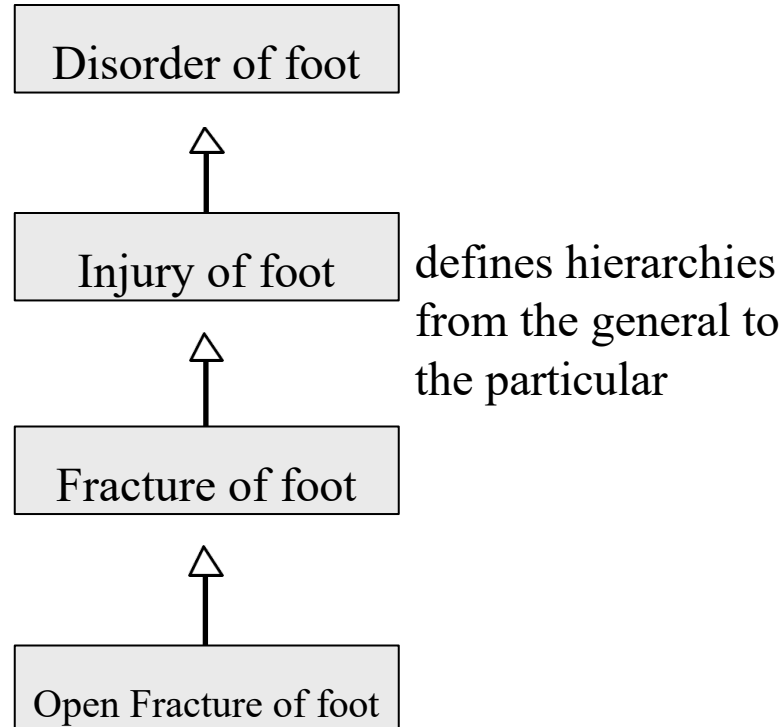 Disorder of foot
Injury of foot
defines hierarchies
from the general to
the particular
Fracture of foot
Open Fracture of foot